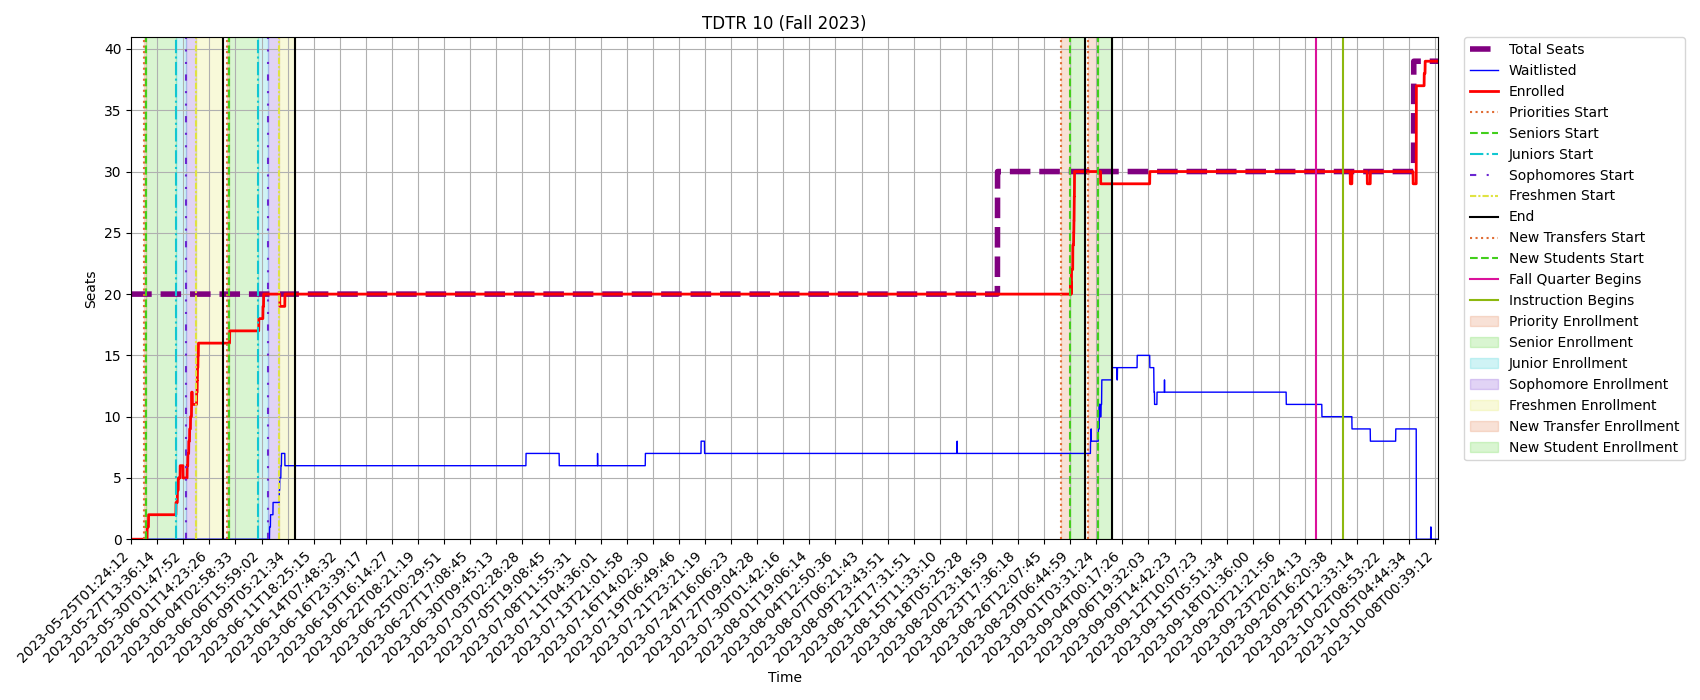 TDTR 10 (Fall 2023)
40
35
30
25
20
15
10
5
0
Seats
2023-05-25T01:24:12
2023-05-27T13:36:14
2023-05-30T01:47:52
2023-06-01T14:23:26
2023-06-04T02:58:33
2023-06-06T15:59:02
2023-06-09T05:21:34
2023-06-11T18:25:15
2023-06-14T07:48:32
2023-06-16T23:39:17
2023-06-19T16:14:27
2023-06-22T08:21:19
2023-06-25T00:29:51
2023-06-27T17:08:45
2023-06-30T09:45:13
2023-07-03T02:28:28
2023-07-05T19:08:45
2023-07-08T11:55:31
2023-07-11T04:36:01
2023-07-13T21:01:58
2023-07-16T14:02:30
2023-07-19T06:49:46
2023-07-21T23:21:19
2023-07-24T16:06:23
2023-07-27T09:04:28
2023-07-30T01:42:16
2023-08-01T19:06:14
2023-08-04T12:50:36
2023-08-07T06:21:43
2023-08-09T23:43:51
2023-08-12T17:31:51
2023-08-15T11:33:10
2023-08-18T05:25:28
2023-08-20T23:18:59
2023-08-23T17:36:18
2023-08-26T12:07:45
2023-08-29T06:44:59
2023-09-01T03:31:24
2023-09-04T00:17:26
2023-09-06T19:32:03
2023-09-09T14:42:23
2023-09-12T10:07:23
2023-09-15T05:51:34
2023-09-18T01:36:00
2023-09-20T21:21:56
2023-09-23T20:24:13
2023-09-26T16:20:38
2023-09-29T12:33:14
2023-10-02T08:53:22
2023-10-05T04:44:34
2023-10-08T00:39:12
Time
Total Seats
Waitlisted
Enrolled
Priorities Start
Seniors Start
Juniors Start
Sophomores Start
Freshmen Start
End
New Transfers Start
New Students Start
Fall Quarter Begins
Instruction Begins
Priority Enrollment
Senior Enrollment
Junior Enrollment
Sophomore Enrollment
Freshmen Enrollment
New Transfer Enrollment
New Student Enrollment